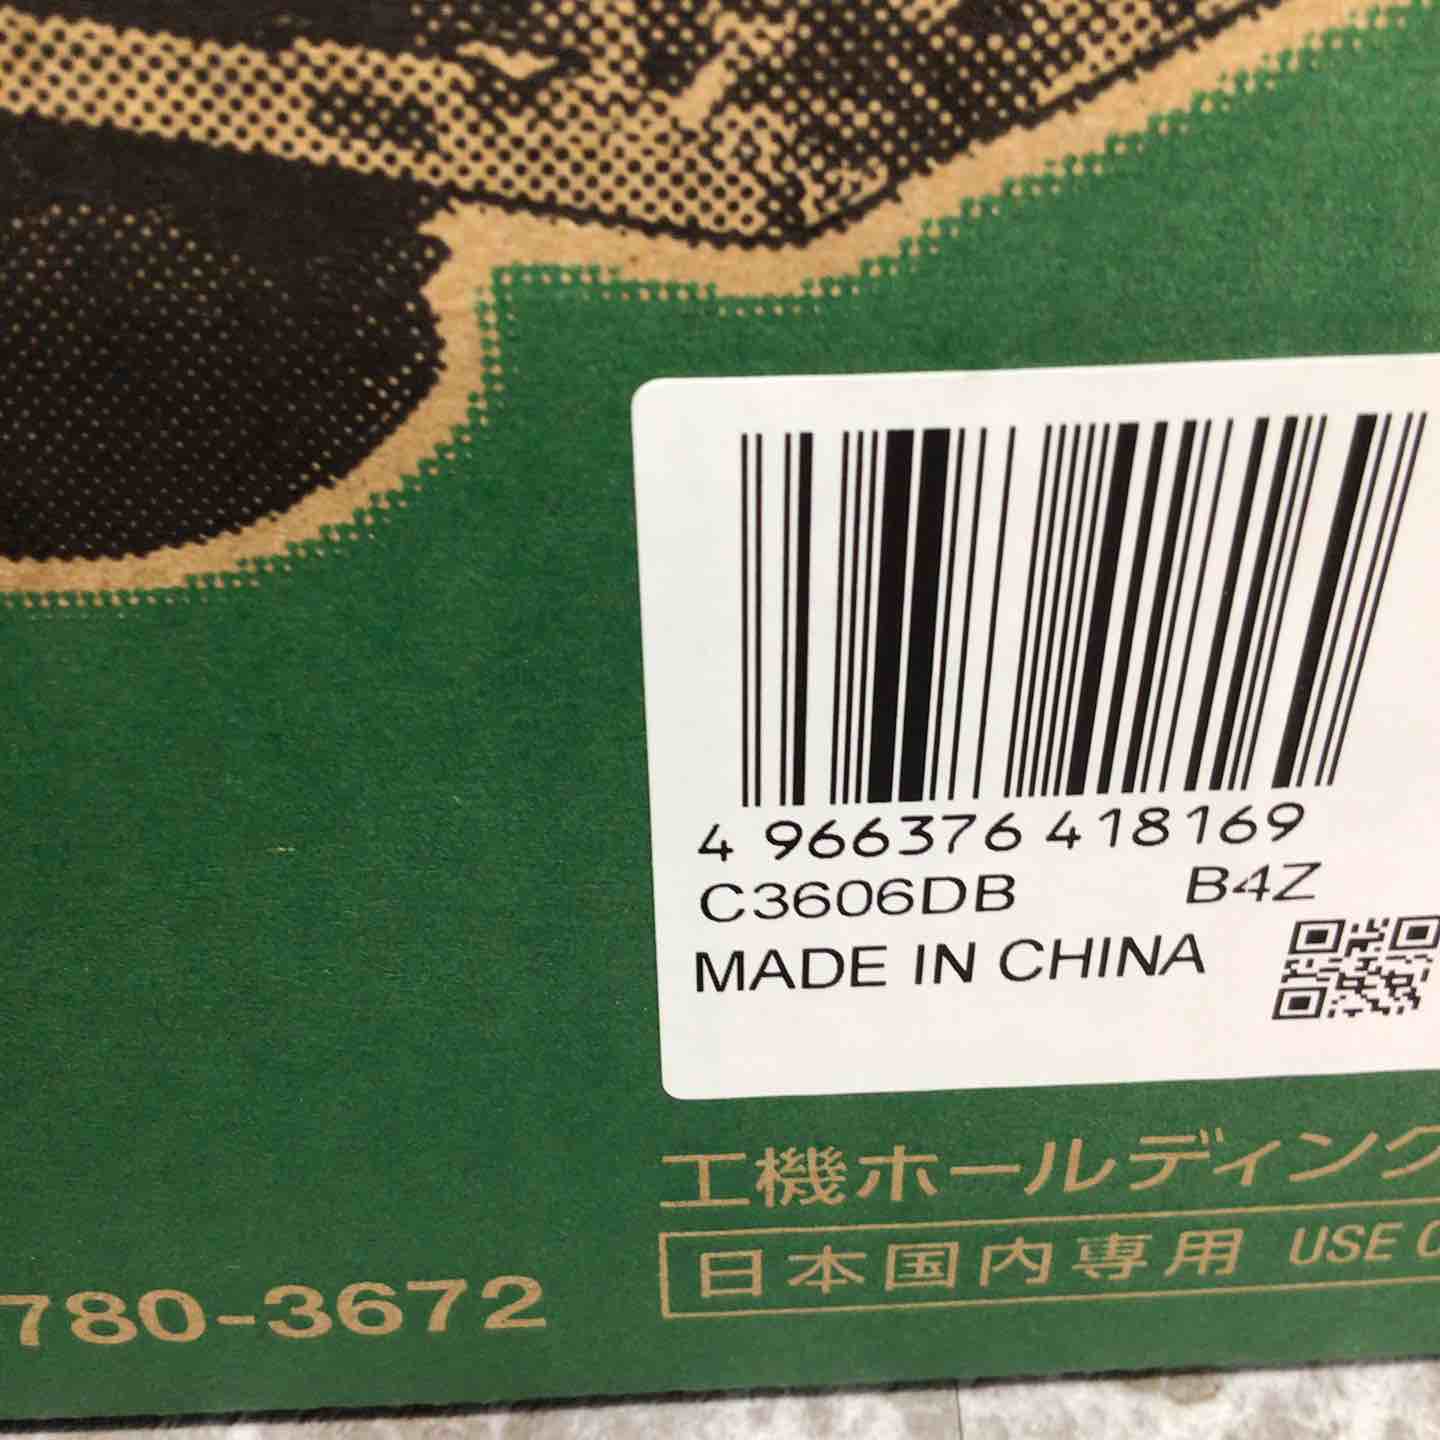 4 966376 418169
C3606DB B4Z
MADE IN CHINA
工機ホールディング
日本国内専用 USE
780-3672